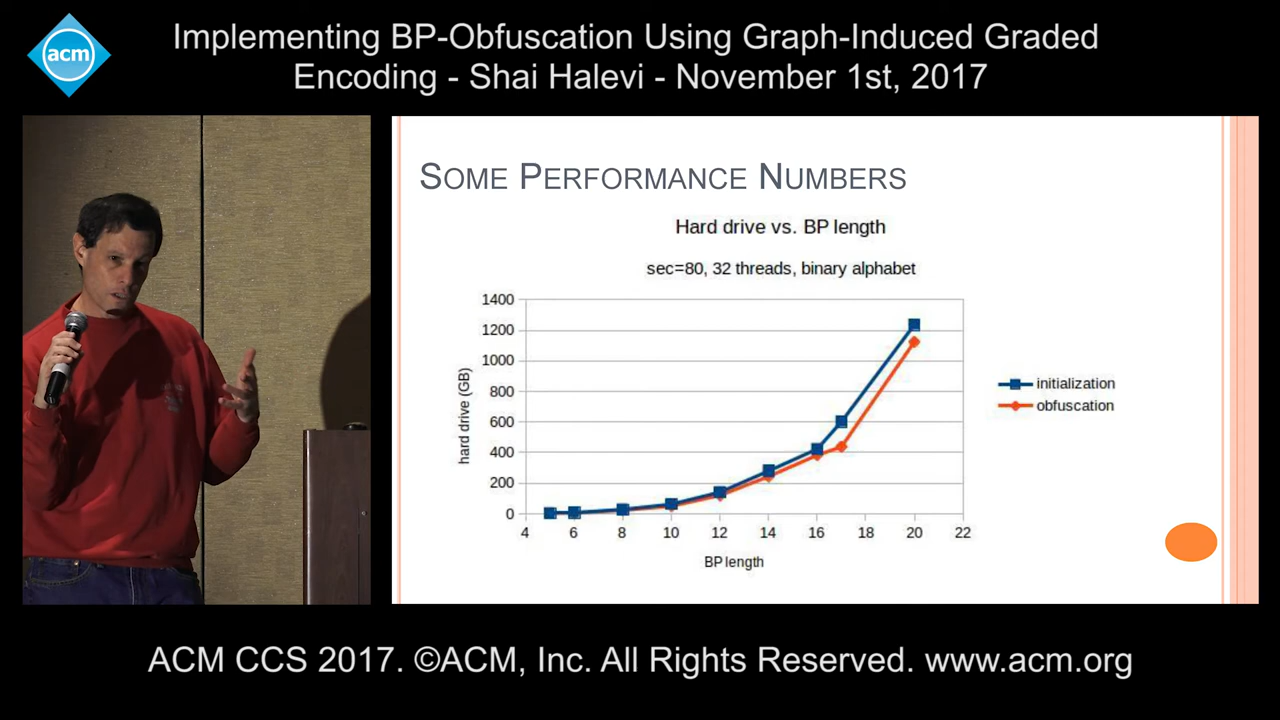 acm
Implementing BP-Obfuscation Using Graph-Induced Graded
Encoding - Shai Halevi - November 1st, 2017
SOME PERFORMANCE NUMBERS
Hard drive vs. BP length
sec=80, 32 threads, binary alphabet
1400
1200
1000
800
600
400
200
0
hard drive (GB)
4 6 8 10 12 14 16 18 20 22
BP length
initialization
obfuscation
ACM CCS 2017. ©ACM, Inc. All Rights Reserved. www.acm.org